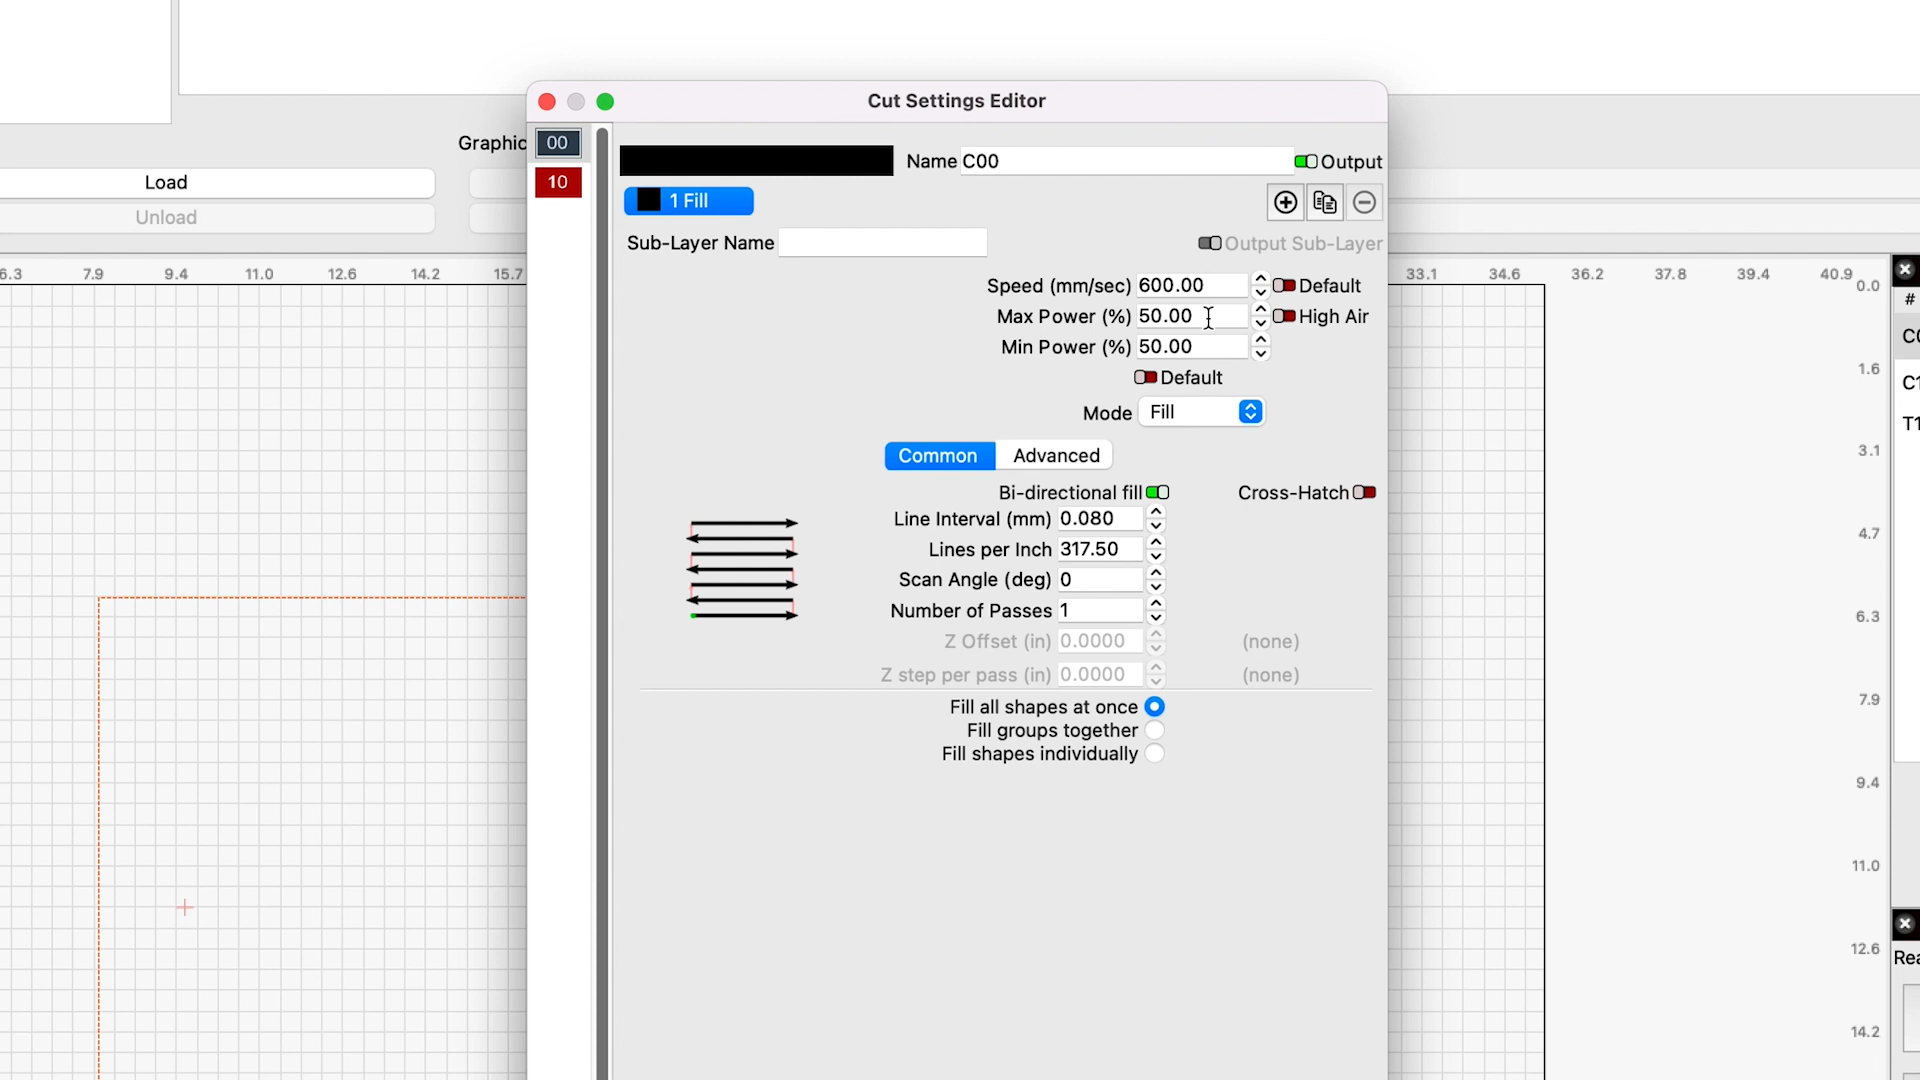 Cut Settings Editor
00
10
Graphic
Load
Unload
Name C00
Output
1 Fill
Sub-Layer Name
Output Sub-Layer
Speed (mm/sec) 600.00
Default
Max Power (%) 50.00
High Air
Min Power (%) 50.00
Default
Mode Fill
Common Advanced
Bi-directional fill
Cross-Hatch
Line Interval (mm) 0.080
Lines per Inch 317.50
Scan Angle (deg) 0
Number of Passes 1
Z Offset (in) 0.0000 (none)
Z step per pass (in) 0.0000 (none)
Fill all shapes at once
Fill groups together
Fill shapes individually
6.3 7.9 9.4 11.0 12.6 14.2 15.7
33.1 34.6 36.2 37.8 39.4 40.9
0.0
1.6
3.1
4.7
6.3
7.9
9.4
11.0
12.6
14.2
#
C0
C1
T1
Rea